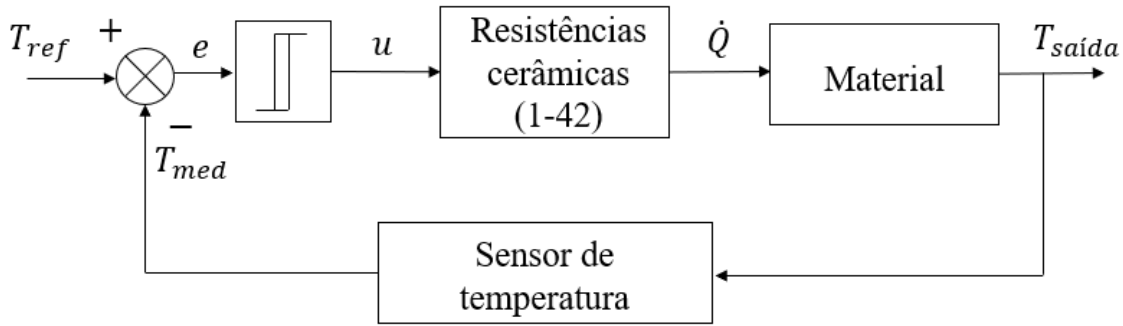 T_ref
+
e
u
Resistências
cerâmicas
(1-42)
Q̇
Material
T_saída
−
T_med
Sensor de
temperatura